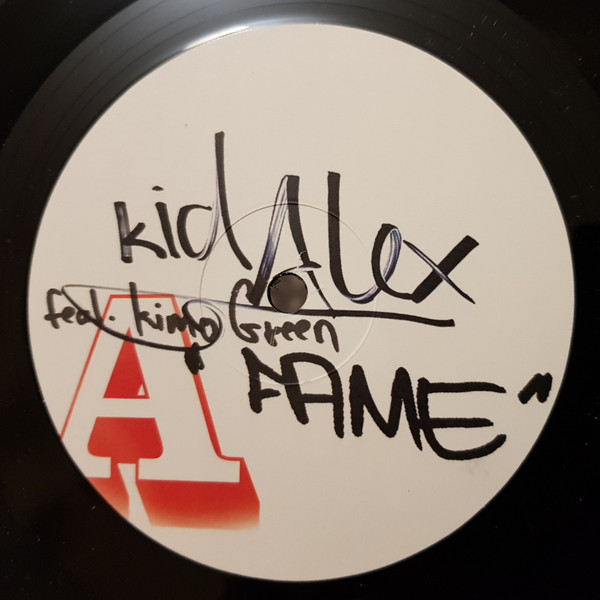 kid Alex
feat. kimo Green
"FAME"
A